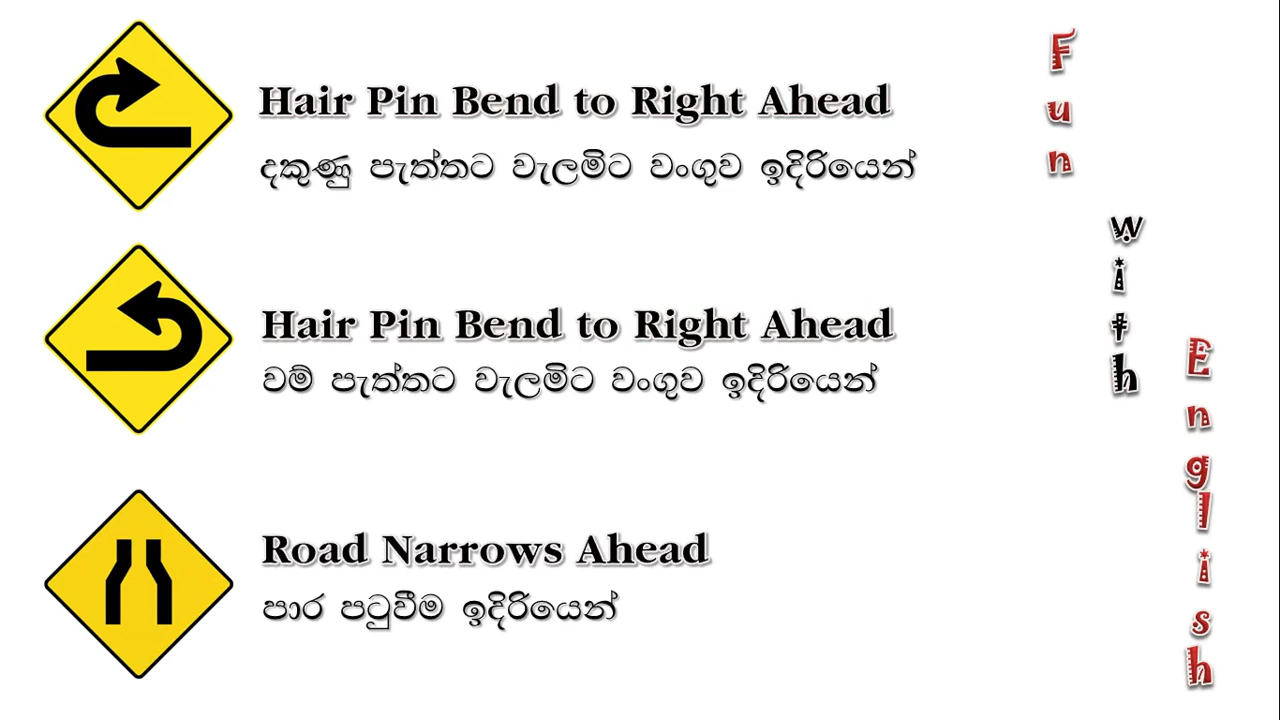 Hair Pin Bend to Right Ahead
දකුණු පැත්තට වැලමිට වංගුව ඉදිරියෙන්
Hair Pin Bend to Right Ahead
වම් පැත්තට වැලමිට වංගුව ඉදිරියෙන්
Road Narrows Ahead
පාර පටුවීම ඉදිරියෙන්
Fun
with
English